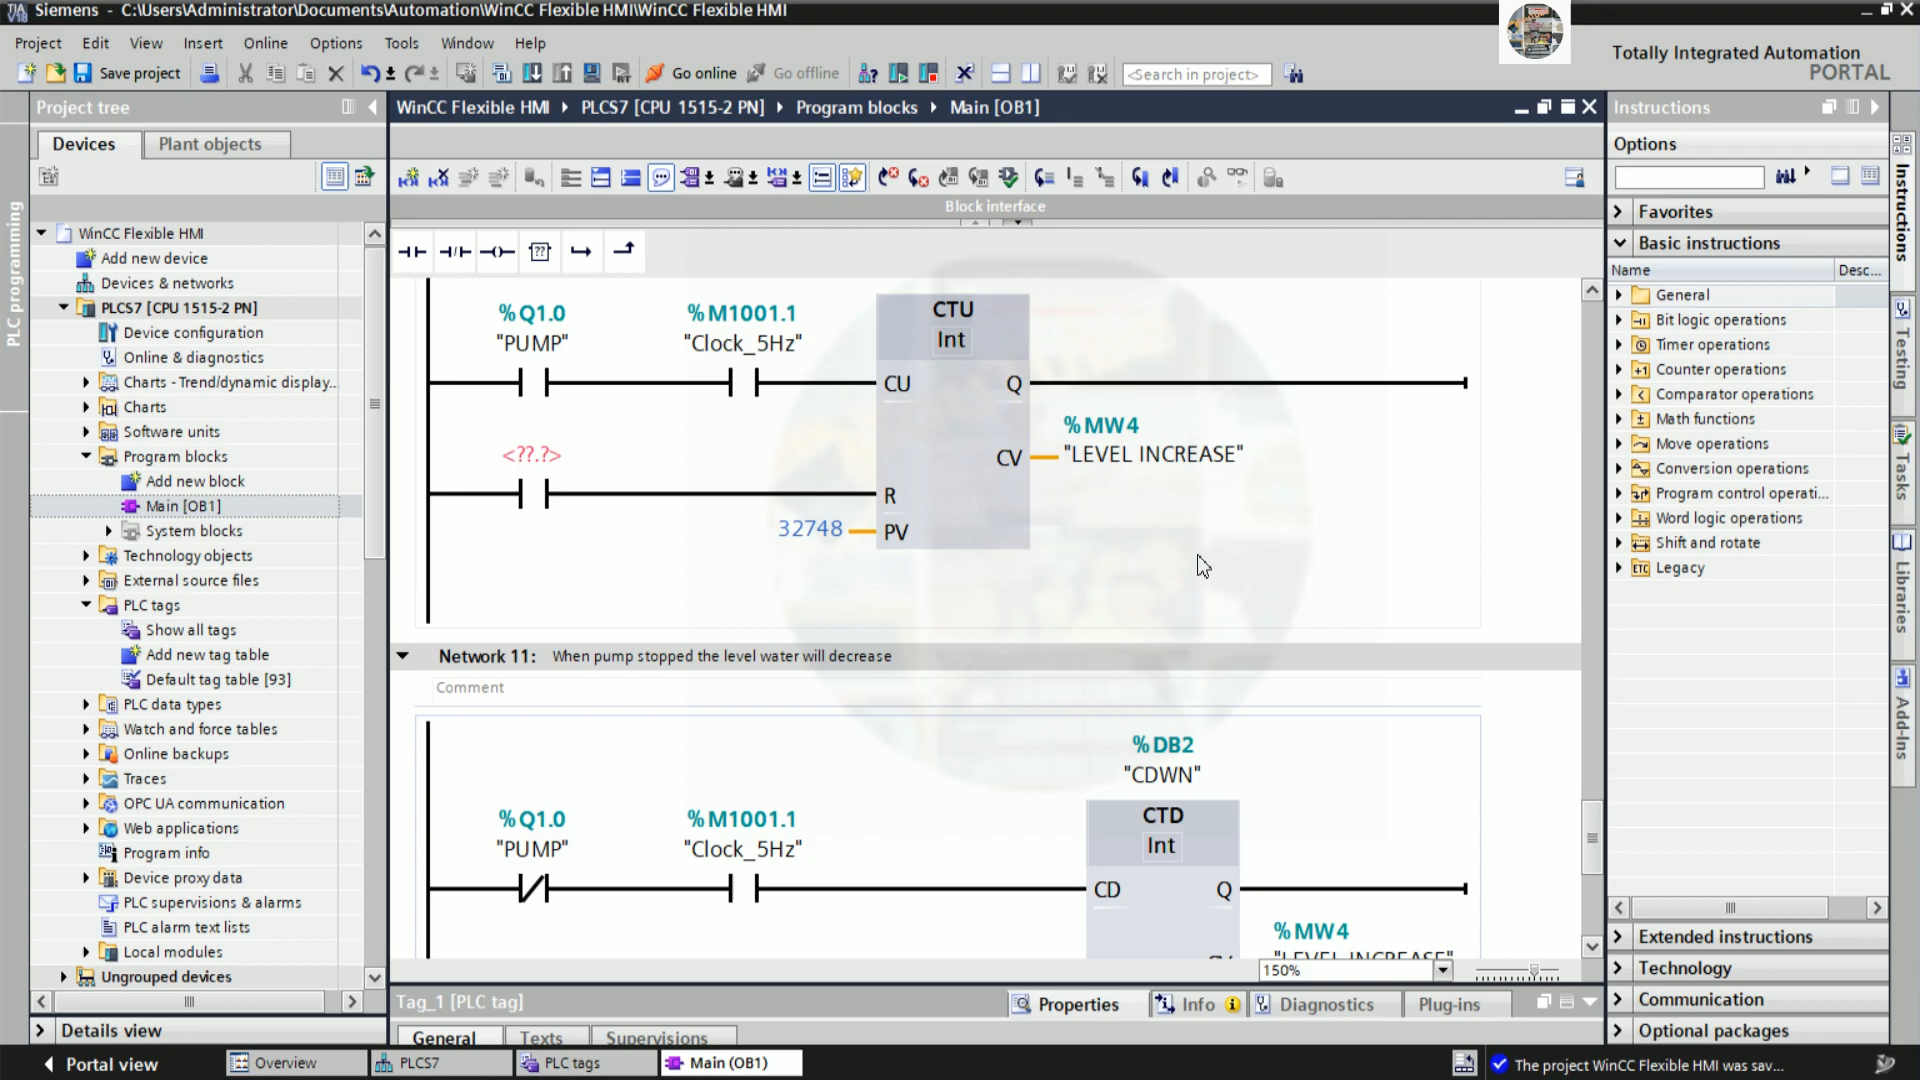 Siemens - C:\Users\Administrator\Documents\Automation\WinCC Flexible HMI\WinCC Flexible HMI
Project Edit View Insert Online Options Tools Window Help
Totally Integrated Automation
PORTAL
Save project
Go online
Go offline
<Search in project>
Project tree
WinCC Flexible HMI
PLCS7 [CPU 1515-2 PN]
Program blocks
Main [OB1]
Instructions
Devices
Plant objects
Options
Block interface
PLC programming
WinCC Flexible HMI
Add new device
Devices & networks
PLCS7 [CPU 1515-2 PN]
Device configuration
Online & diagnostics
Charts - Trend/dynamic display...
Charts
Software units
Program blocks
Add new block
Main [OB1]
System blocks
Technology objects
External source files
PLC tags
Show all tags
Add new tag table
Default tag table [93]
PLC data types
Watch and force tables
Online backups
Traces
OPC UA communication
Web applications
Program info
Device proxy data
PLC supervisions & alarms
PLC alarm text lists
Local modules
Ungrouped devices
Details view
%Q1.0
"PUMP"
%M1001.1
"Clock_5Hz"
CTU
Int
CU
Q
%MW4
CV
"LEVEL INCREASE"
<??.?>
R
32748
PV
Network 11: When pump stopped the level water will decrease
Comment
%DB2
"CDWN"
%Q1.0
"PUMP"
%M1001.1
"Clock_5Hz"
CTD
Int
CD
Q
%MW4
"LEVEL INCREASE"
150%
Favorites
Basic instructions
Name
Desc...
General
Bit logic operations
Timer operations
Counter operations
Comparator operations
Math functions
Move operations
Conversion operations
Program control operati...
Word logic operations
Shift and rotate
Legacy
Extended instructions
Technology
Communication
Optional packages
Instructions
Testing
Tasks
Libraries
Add-Ins
Tag_1 [PLC tag]
Properties
Info
Diagnostics
Plug-ins
General
Texts
Supervisions
Portal view
Overview
PLCS7
PLC tags
Main (OB1)
The project WinCC Flexible HMI was sav...